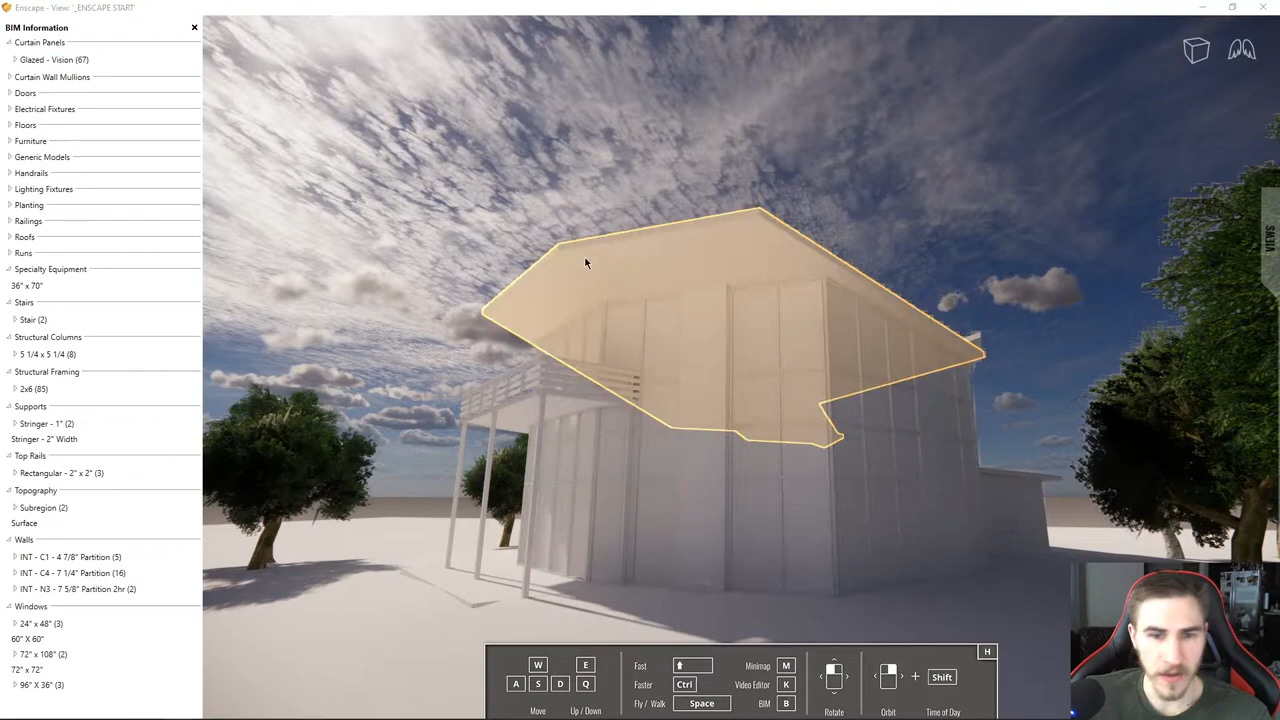 Enscape - View: '_ENSCAPE START'
BIM Information
Curtain Panels
Glazed - Vision (67)
Curtain Wall Mullions
Doors
Electrical Fixtures
Floors
Furniture
Generic Models
Handrails
Lighting Fixtures
Planting
Railings
Roofs
Runs
Specialty Equipment
36" x 70"
Stairs
Stair (2)
Structural Columns
5 1/4 x 5 1/4 (8)
Structural Framing
2x6 (85)
Supports
Stringer - 1" (2)
Stringer - 2" Width
Top Rails
Rectangular - 2" x 2" (3)
Topography
Subregion (2)
Surface
Walls
INT - C1 - 4 7/8" Partition (5)
INT - C4 - 7 1/4" Partition (16)
INT - N3 - 7 5/8" Partition 2hr (2)
Windows
24" x 48" (3)
60" X 60"
72" x 108" (2)
72" x 72"
96" X 36" (3)
VIEWS
H
W E
A S D Q
Move Up / Down
Fast
Faster Ctrl
Fly / Walk Space
Minimap M
Video Editor K
BIM B
Rotate
+ Shift
Orbit Time of Day